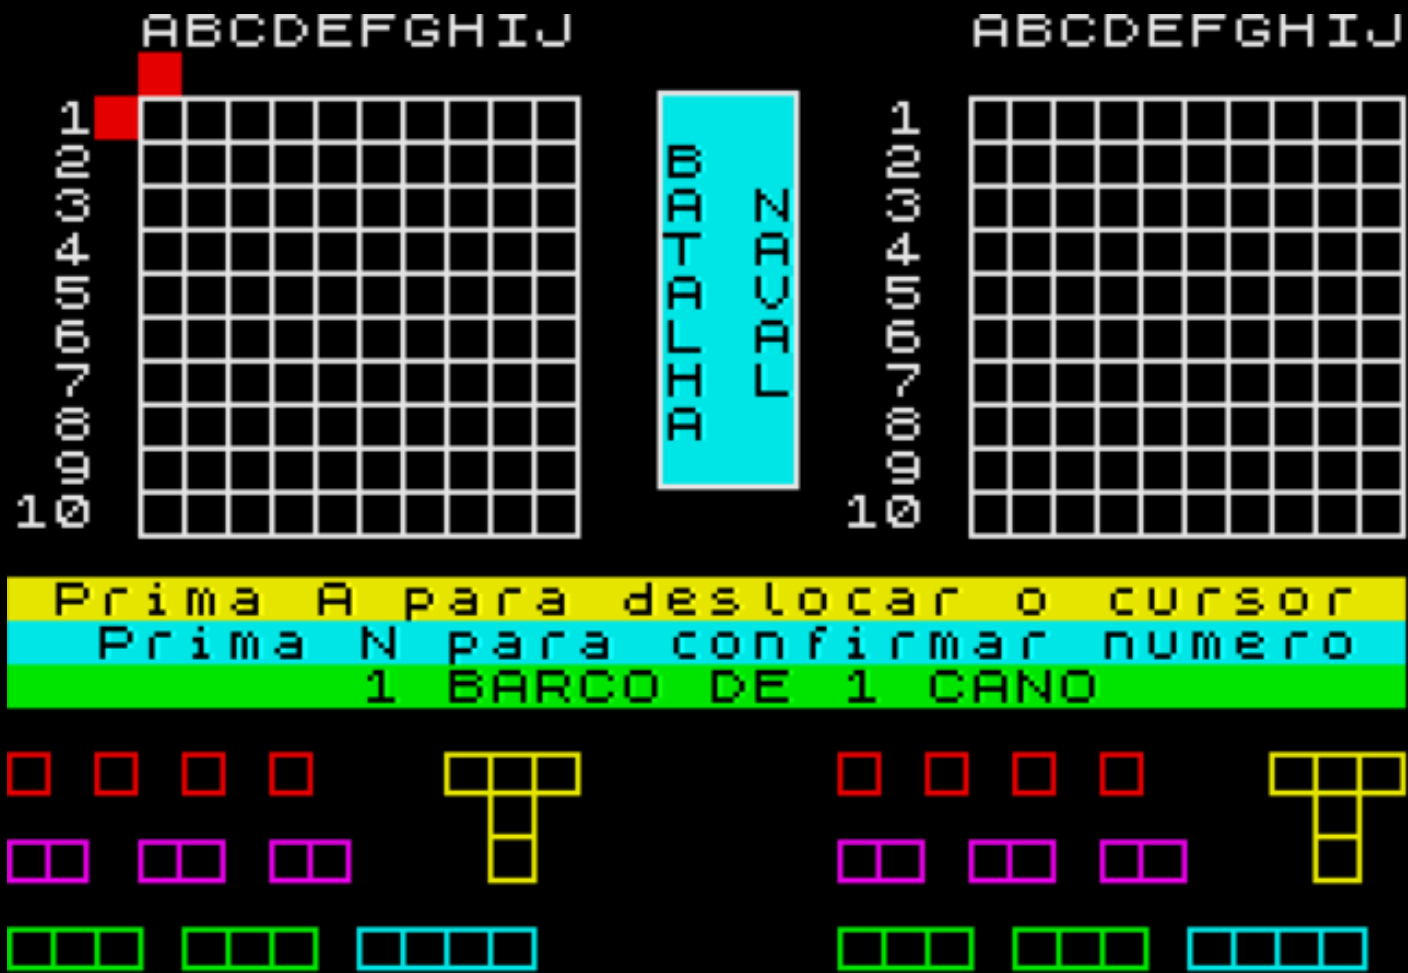 ABCDEFGHIJ ABCDEFGHIJ
1 1
2 2
3 3
4 4
5 5
6 6
7 7
8 8
9 9
10 10
BATALHA
NAVAL
Prima A para deslocar o cursor
Prima N para confirmar numero
1 BARCO DE 1 CANO